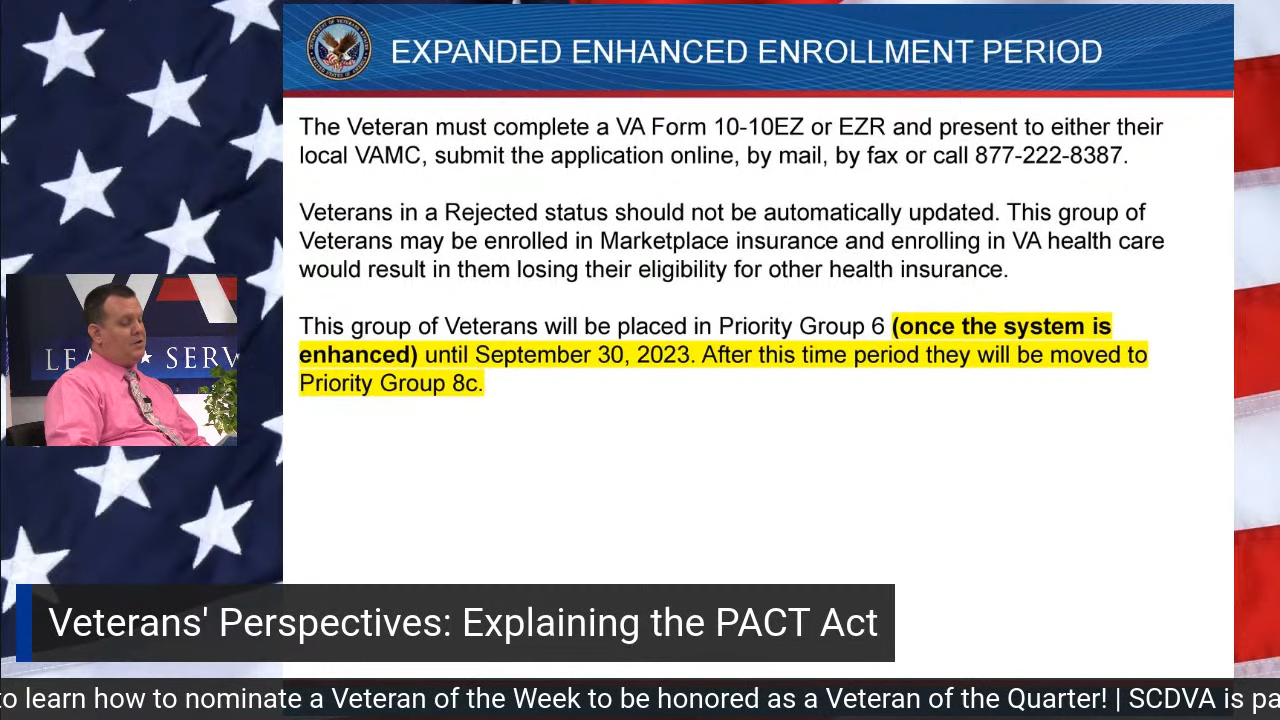 EXPANDED ENHANCED ENROLLMENT PERIOD
The Veteran must complete a VA Form 10-10EZ or EZR and present to either their
local VAMC, submit the application online, by mail, by fax or call 877-222-8387.
Veterans in a Rejected status should not be automatically updated. This group of
Veterans may be enrolled in Marketplace insurance and enrolling in VA health care
would result in them losing their eligibility for other health insurance.
This group of Veterans will be placed in Priority Group 6 (once the system is
enhanced) until September 30, 2023. After this time period they will be moved to
Priority Group 8c.
Veterans' Perspectives: Explaining the PACT Act
to learn how to nominate a Veteran of the Week to be honored as a Veteran of the Quarter! | SCDVA is pa